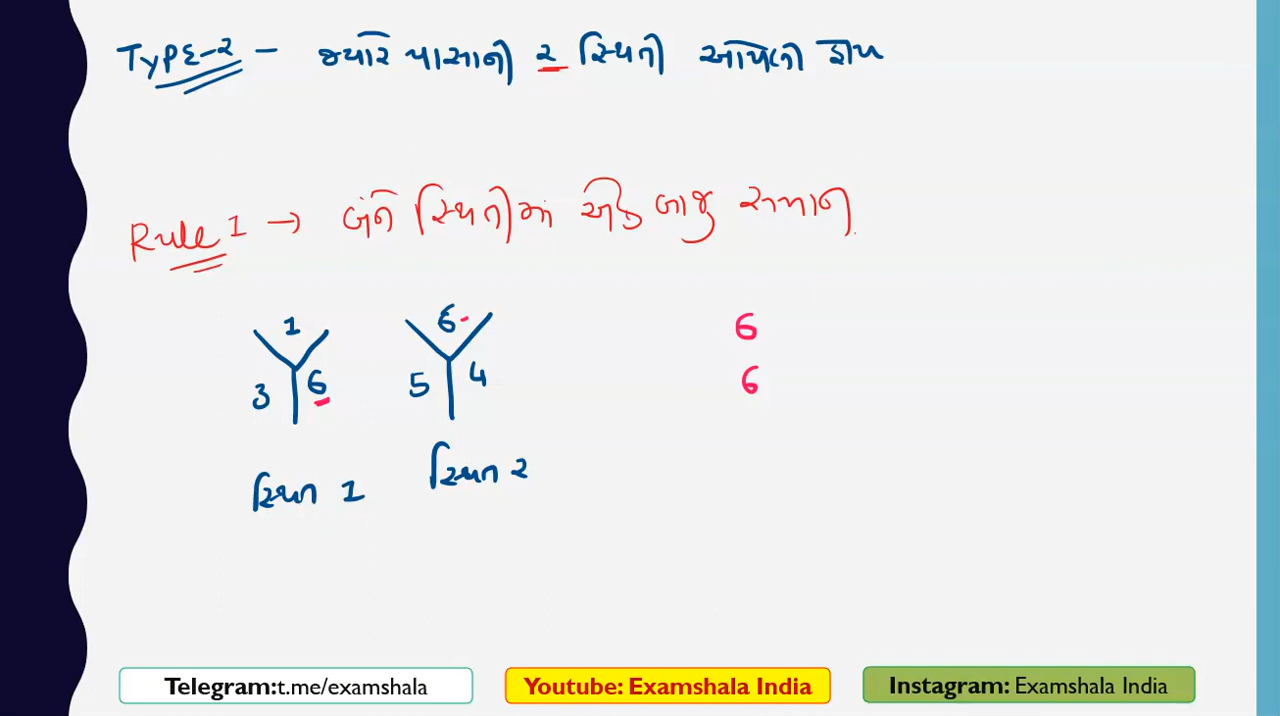 TYPE-2 - જ્યારે પાસાની 2 સ્થિતી આપેલી હોય
Rule 1 → બંને સ્થિતીમાં એક બાજુ સમાન.
1 6 6
3 6 5 4 6
સ્થિત 1 સ્થિત 2
Telegram:t.me/examshala Youtube: Examshala India Instagram: Examshala India